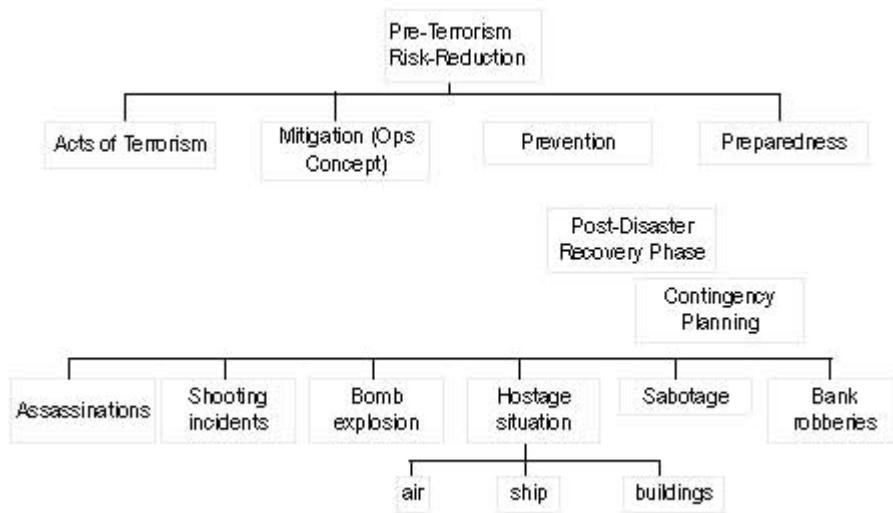 Pre-Terrorism
Risk-Reduction
Acts of Terrorism
Mitigation (Ops
Concept)
Prevention
Preparedness
Post-Disaster
Recovery Phase
Contingency
Planning
Assassinations
Shooting
incidents
Bomb
explosion
Hostage
situation
Sabotage
Bank
robberies
air
ship
buildings